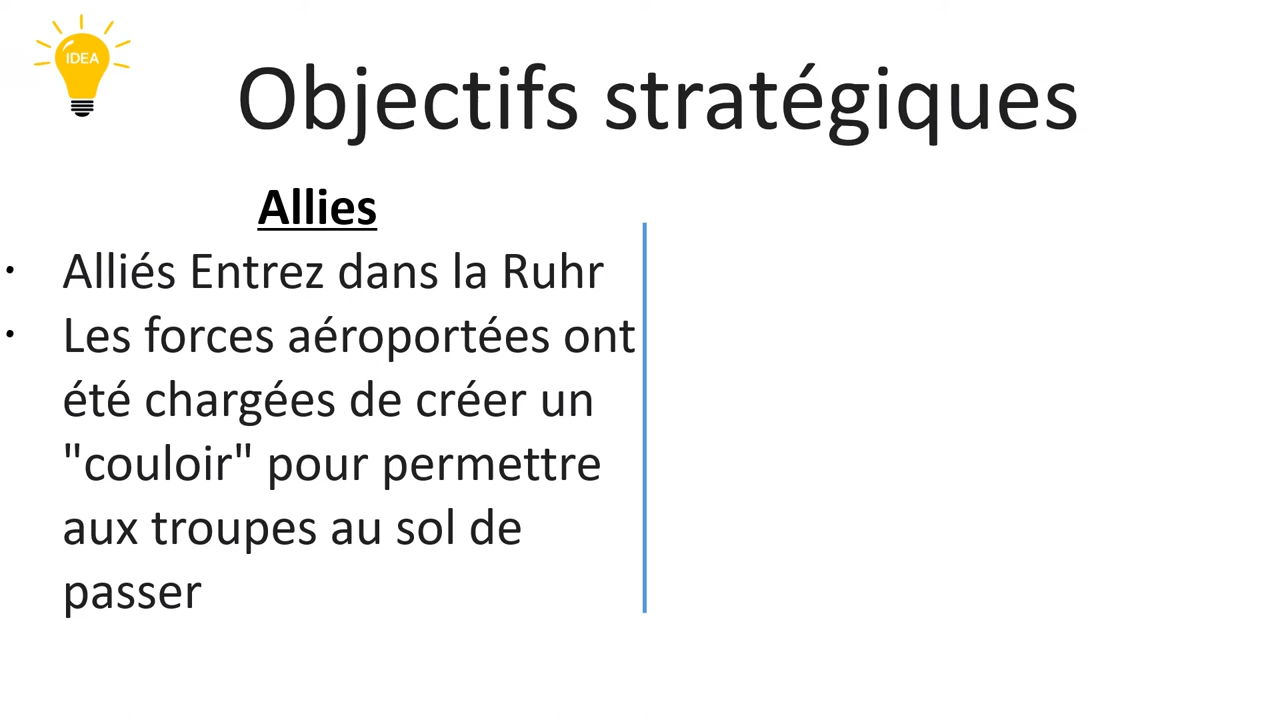 IDEA
Objectifs stratégiques
Allies
· Alliés Entrez dans la Ruhr
· Les forces aéroportées ont
été chargées de créer un
"couloir" pour permettre
aux troupes au sol de
passer